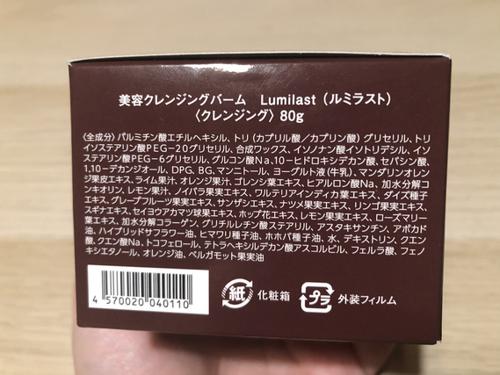 美容クレンジングバーム　Lumilast（ルミラスト）
〈クレンジング〉80g
〈全成分〉パルミチン酸エチルヘキシル、トリ（カプリル酸／カプリン酸）グリセリル、トリ
イソステアリン酸PEG-20グリセリル、合成ワックス、イソノナン酸イソトリデシル、イソ
ステアリン酸PEG-6グリセリル、グルコン酸Na、10-ヒドロキシデカン酸、セバシン酸、
1,10-デカンジオール、DPG、BG、マンニトール、ヨーグルト液（牛乳）、マンダリンオレン
ジ果皮エキス、ライム果汁、オレンジ果汁、ゴレンシ葉エキス、ヒアルロン酸Na、加水分解コ
ンキオリン、レモン果汁、ノイバラ果実エキス、ワルテリアインディカ葉エキス、ダイズ種子
エキス、グレープフルーツ果実エキス、サンザシエキス、ナツメ果実エキス、リンゴ果実エキス、
スギナエキス、セイヨウアカマツ球果エキス、ホップ花エキス、レモン果実エキス、ローズマリー
葉エキス、加水分解コラーゲン、グリチルレチン酸ステアリル、アスタキサンチン、アボカド
油、ハイブリッドサフラワー油、ヒマワリ種子油、ホホバ種子油、水、デキストリン、クエン
酸、クエン酸Na、トコフェロール、テトラヘキシルデカン酸アスコルビル、フェルラ酸、フェノ
キシエタノール、オレンジ油、ベルガモット果実油
4 570020 040110
紙 化粧箱
プラ 外装フィルム